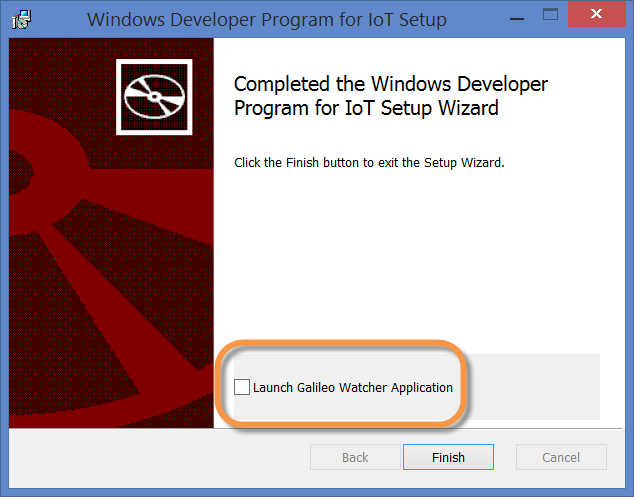 Windows Developer Program for IoT Setup
Completed the Windows Developer
Program for IoT Setup Wizard
Click the Finish button to exit the Setup Wizard.
Launch Galileo Watcher Application
Back
Finish
Cancel